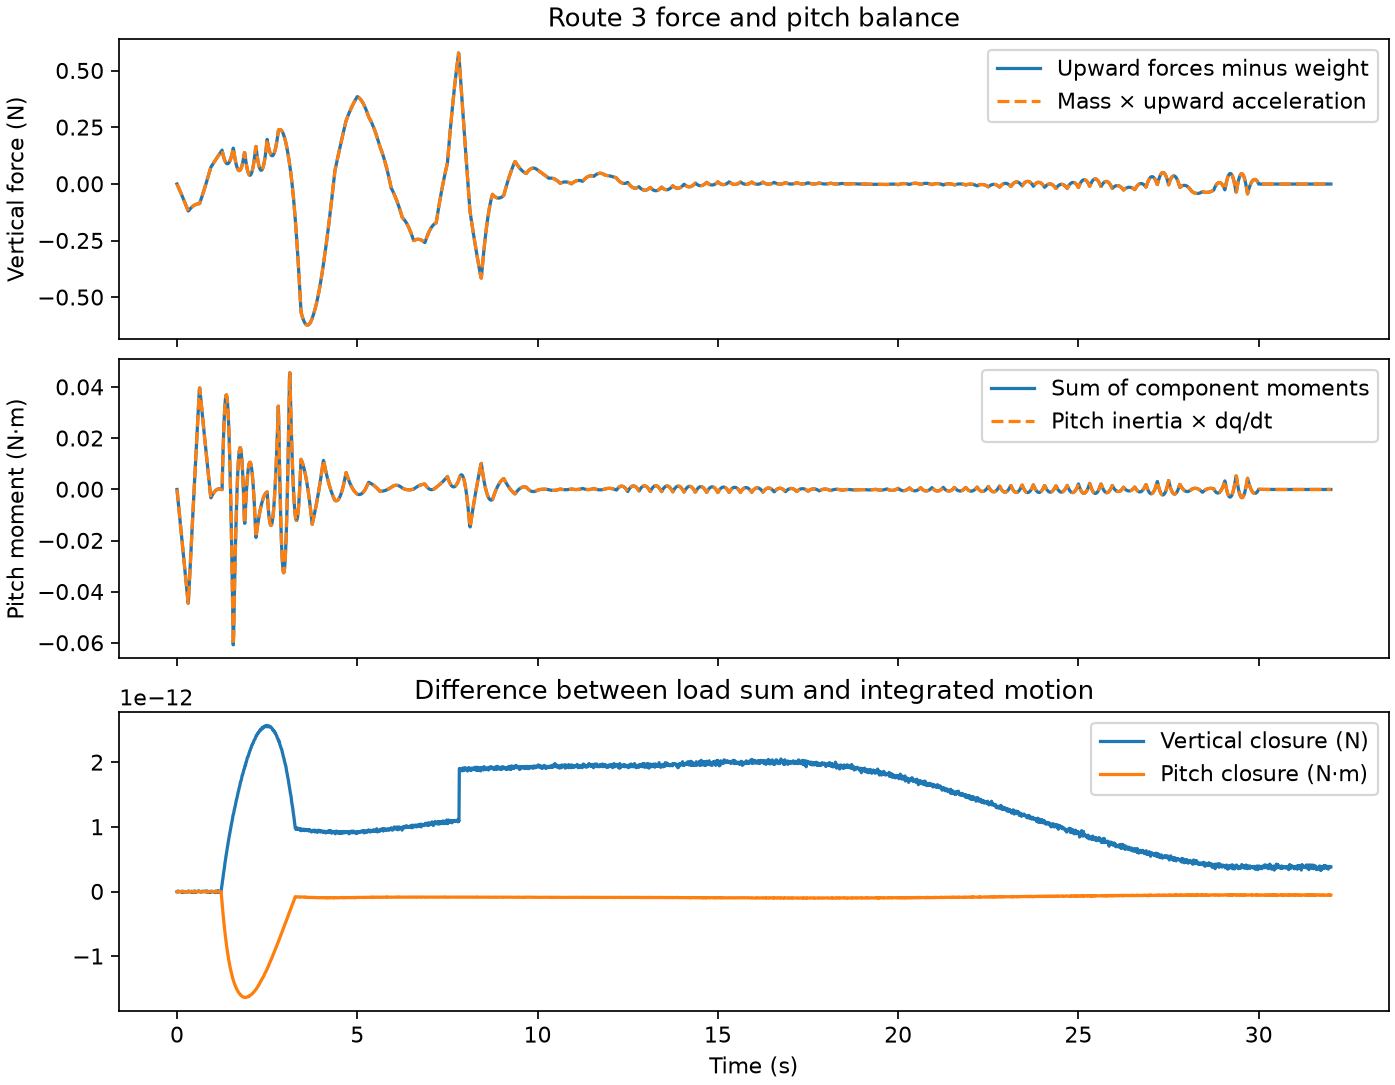 Route 3 force and pitch balance
Vertical force (N)
0.50
0.25
0.00
−0.25
−0.50
Upward forces minus weight
Mass × upward acceleration
Pitch moment (N·m)
0.04
0.02
0.00
−0.02
−0.04
−0.06
Sum of component moments
Pitch inertia × dq/dt
Difference between load sum and integrated motion
1e−12
2
1
0
−1
Vertical closure (N)
Pitch closure (N·m)
0 5 10 15 20 25 30
Time (s)